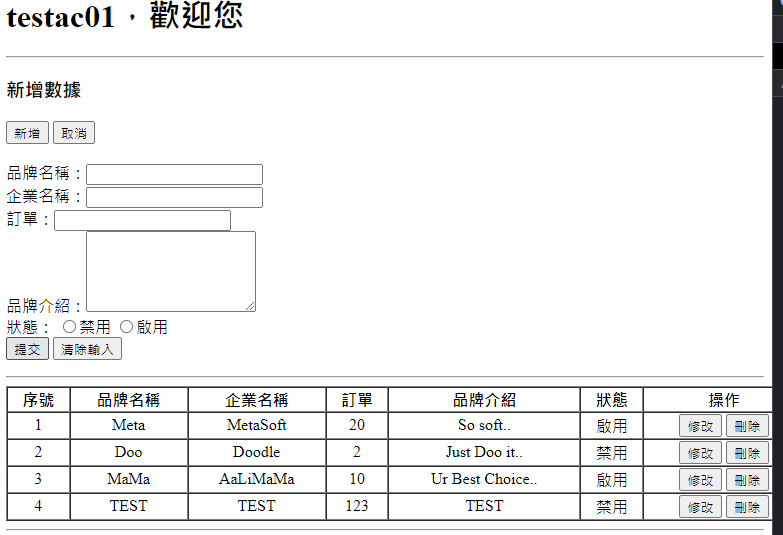 testac01，歡迎您
新增數據
新增 取消
品牌名稱：
企業名稱：
訂單：
品牌介紹：
狀態： 禁用 啟用
提交 清除輸入
序號 品牌名稱 企業名稱 訂單 品牌介紹 狀態 操作
1 Meta MetaSoft 20 So soft.. 啟用 修改 刪除
2 Doo Doodle 2 Just Doo it.. 禁用 修改 刪除
3 MaMa AaLiMaMa 10 Ur Best Choice.. 啟用 修改 刪除
4 TEST TEST 123 TEST 禁用 修改 刪除